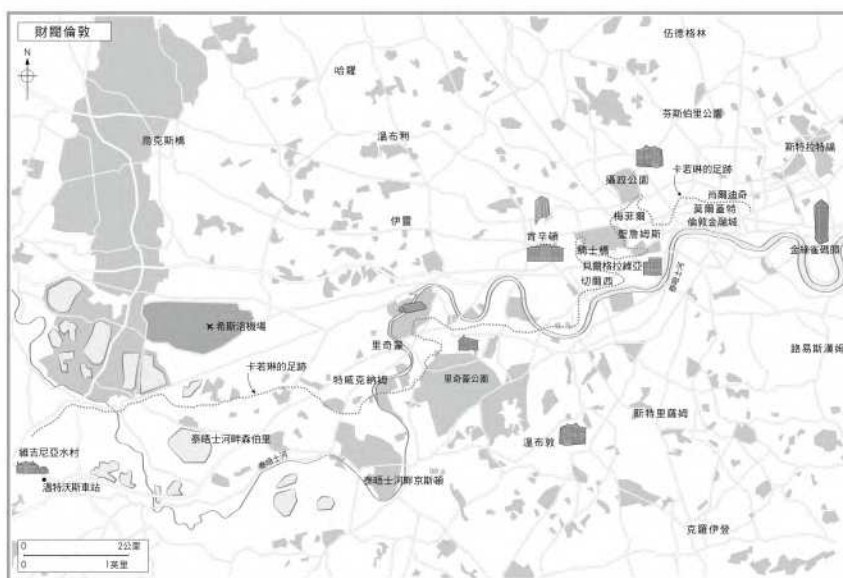 財閥倫敦
N
伍德格林
哈羅
芬斯伯里公園
烏克斯橋
溫布利
斯特拉特福
卡若琳的足跡
攝政公園
肖爾迪奇
梅菲爾
莫爾蓋特
倫敦金融城
伊靈
聖詹姆斯
肯辛頓
騎士橋
金絲雀碼頭
貝爾格拉維亞
切爾西
泰晤士河
希斯洛機場
里奇蒙
路易斯漢姆
卡若琳的足跡
特威克納姆
里奇蒙公園
斯特里薩姆
泰晤士河畔森伯里
溫布敦
維吉尼亞水村
泰晤士河
泰晤士河畔京斯頓
克羅伊登
0 2公里
0 1英里